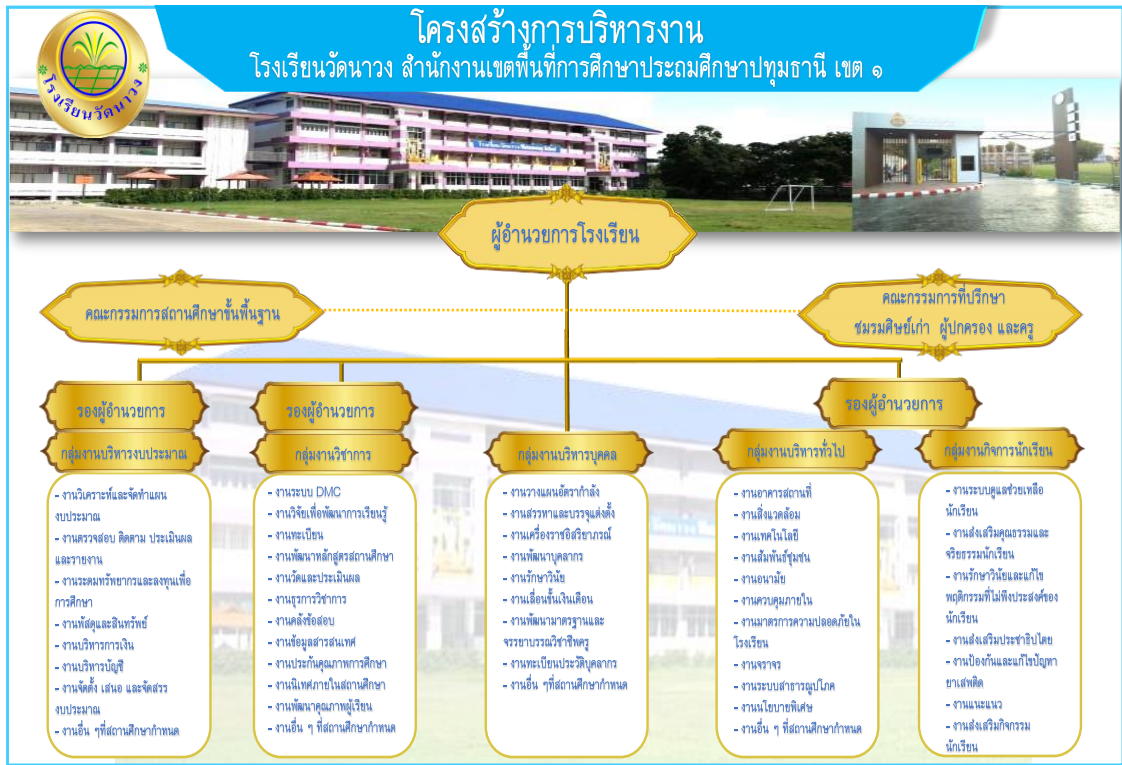 โครงสร้างการบริหารงาน
โรงเรียนวัดนาวง สำนักงานเขตพื้นที่การศึกษาประถมศึกษาปทุมธานี เขต ๑
โรงเรียนวัดนาวง
ผู้อำนวยการโรงเรียน
คณะกรรมการสถานศึกษาขั้นพื้นฐาน
คณะกรรมการที่ปรึกษา
ชมรมศิษย์เก่า ผู้ปกครอง และครู
รองผู้อำนวยการ
กลุ่มงานบริหารงบประมาณ
- งานวิเคราะห์และจัดทำแผน
งบประมาณ
- งานตรวจสอบ ติดตาม ประเมินผล
และรายงาน
- งานระดมทรัพยากรและลงทุนเพื่อ
การศึกษา
- งานพัสดุและสินทรัพย์
- งานบริหารการเงิน
- งานบริหารบัญชี
- งานจัดตั้ง เสนอ และจัดสรร
งบประมาณ
- งานอื่น ๆที่สถานศึกษากำหนด
รองผู้อำนวยการ
กลุ่มงานวิชาการ
- งานระบบ DMC
- งานวิจัยเพื่อพัฒนาการเรียนรู้
- งานทะเบียน
- งานพัฒนาหลักสูตรสถานศึกษา
- งานวัดและประเมินผล
- งานธุรการวิชาการ
- งานคลังข้อสอบ
- งานข้อมูลสารสนเทศ
- งานประกันคุณภาพการศึกษา
- งานนิเทศภายในสถานศึกษา
- งานพัฒนาคุณภาพผู้เรียน
- งานอื่น ๆ ที่สถานศึกษากำหนด
กลุ่มงานบริหารบุคคล
- งานวางแผนอัตรากำลัง
- งานสรรหาและบรรจุแต่งตั้ง
- งานเครื่องราชอิสริยาภรณ์
- งานพัฒนาบุคลากร
- งานรักษาวินัย
- งานเลื่อนขั้นเงินเดือน
- งานพัฒนามาตรฐานและ
จรรยาบรรณวิชาชีพครู
- งานทะเบียนประวัติบุคลากร
- งานอื่น ๆที่สถานศึกษากำหนด
รองผู้อำนวยการ
กลุ่มงานบริหารทั่วไป
- งานอาคารสถานที่
- งานสิ่งแวดล้อม
- งานเทคโนโลยี
- งานสัมพันธ์ชุมชน
- งานอนามัย
- งานควบคุมภายใน
- งานมาตรการความปลอดภัยใน
โรงเรียน
- งานจราจร
- งานระบบสาธารณูปโภค
- งานนโยบายพิเศษ
- งานอื่น ๆ ที่สถานศึกษากำหนด
กลุ่มงานกิจการนักเรียน
- งานระบบดูแลช่วยเหลือ
นักเรียน
- งานส่งเสริมคุณธรรมและ
จริยธรรมนักเรียน
- งานรักษาวินัยและแก้ไข
พฤติกรรมที่ไม่พึงประสงค์ของ
นักเรียน
- งานส่งเสริมประชาธิปไตย
- งานป้องกันและแก้ไขปัญหา
ยาเสพติด
- งานแนะแนว
- งานส่งเสริมกิจกรรม
นักเรียน